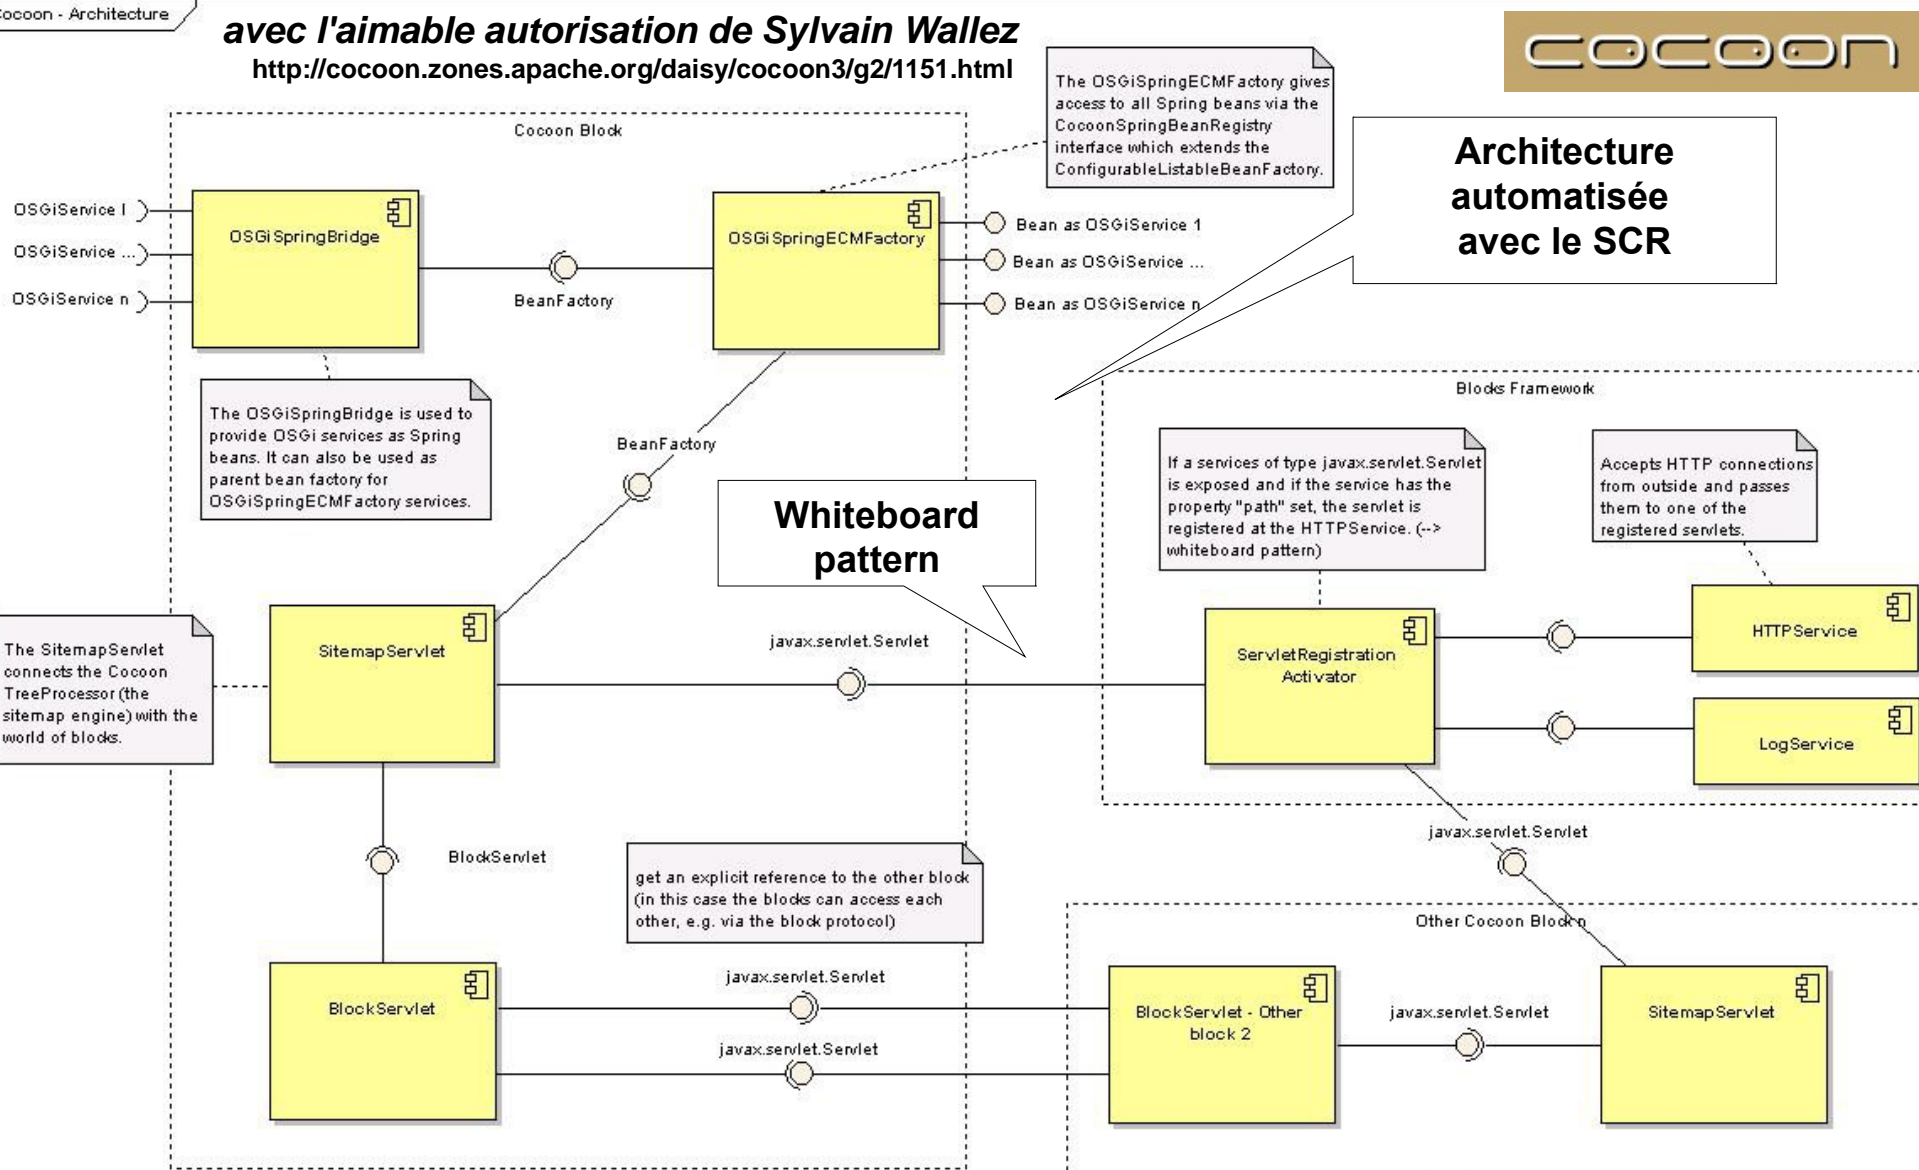 Cocoon - Architecture
avec l'aimable autorisation de Sylvain Wallez
http://cocoon.zones.apache.org/daisy/cocoon3/g2/1151.html
cocoon
The OSGiSpringECMFactory gives
access to all Spring beans via the
CocoonSpringBeanRegistry
interface which extends the
ConfigurableListableBeanFactory.
Architecture
automatisée
avec le SCR
Cocoon Block
OSGiService I
OSGiService ...
OSGiService n
OSGiSpringBridge
BeanFactory
OSGiSpringECMFactory
Bean as OSGiService 1
Bean as OSGiService ...
Bean as OSGiService n
The OSGiSpringBridge is used to
provide OSGi services as Spring
beans. It can also be used as
parent bean factory for
OSGiSpringECMFactory services.
BeanFactory
Whiteboard
pattern
Blocks Framework
If a services of type javax.servlet.Servlet
is exposed and if the service has the
property "path" set, the servlet is
registered at the HTTPService. (-->
whiteboard pattern)
Accepts HTTP connections
from outside and passes
them to one of the
registered servlets.
The SitemapServlet
connects the Cocoon
TreeProcessor (the
sitemap engine) with the
world of blocks.
SitemapServlet
javax.servlet.Servlet
ServletRegistration
Activator
HTTPService
LogService
javax.servlet.Servlet
BlockServlet
get an explicit reference to the other block
(in this case the blocks can access each
other, e.g. via the block protocol)
Other Cocoon Block n
BlockServlet
javax.servlet.Servlet
javax.servlet.Servlet
BlockServlet - Other
block 2
javax.servlet.Servlet
SitemapServlet